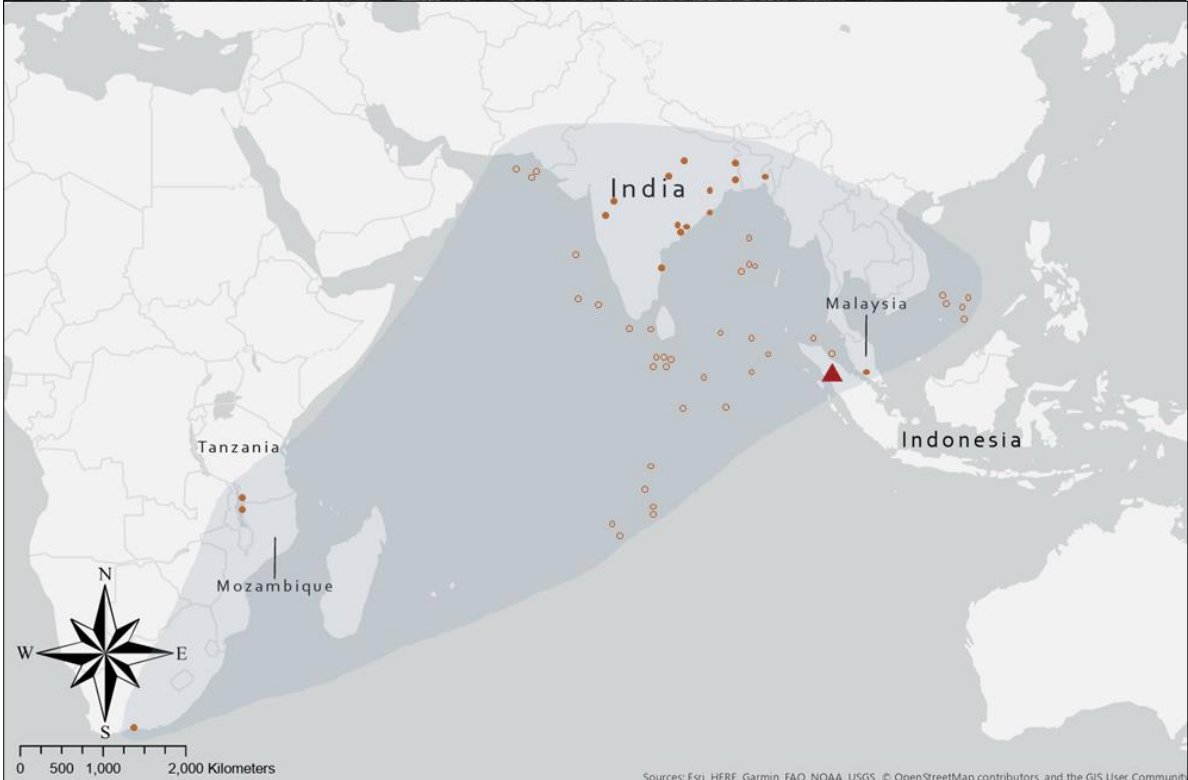 India
Malaysia
Indonesia
Tanzania
Mozambique
N
W
E
S
0 500 1,000 2,000 Kilometers
Sources: Esri, HERE, Garmin, FAO, NOAA, USGS, © OpenStreetMap contributors, and the GIS User Communit